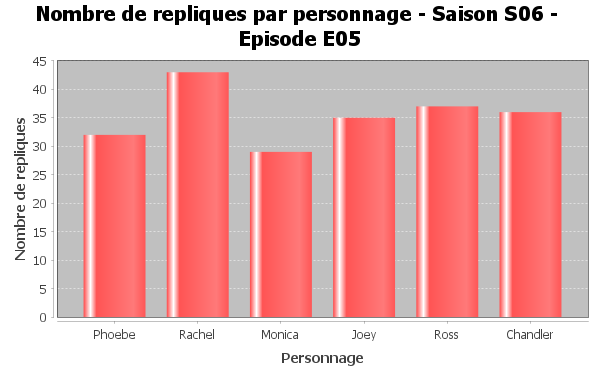 Nombre de repliques par personnage - Saison S06 -
Episode E05
Nombre de repliques
45
40
35
30
25
20
15
10
5
0
Phoebe Rachel Monica Joey Ross Chandler
Personnage